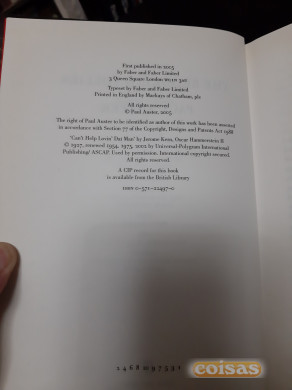 First published in 2005
by Faber and Faber Limited
3 Queen Square London WC1N 3AU
Typeset by Faber and Faber Limited
Printed in England by Mackays of Chatham, plc
All rights reserved
© Paul Auster, 2005
The right of Paul Auster to be identified as author of this work has been asserted
in accordance with Section 77 of the Copyright, Designs and Patents Act 1988
'Can't Help Lovin' Dat Man' by Jerome Kern, Oscar Hammerstein II
© 1927, renewed 1954, 1975, 2002 by Universal-Polygram International
Publishing/ ASCAP. Used by permission. International copyright secured.
All rights reserved.
A CIP record for this book
is available from the British Library
ISBN 0-571-22497-0
2 4 6 8 10 9 7 5 3 1
coisas